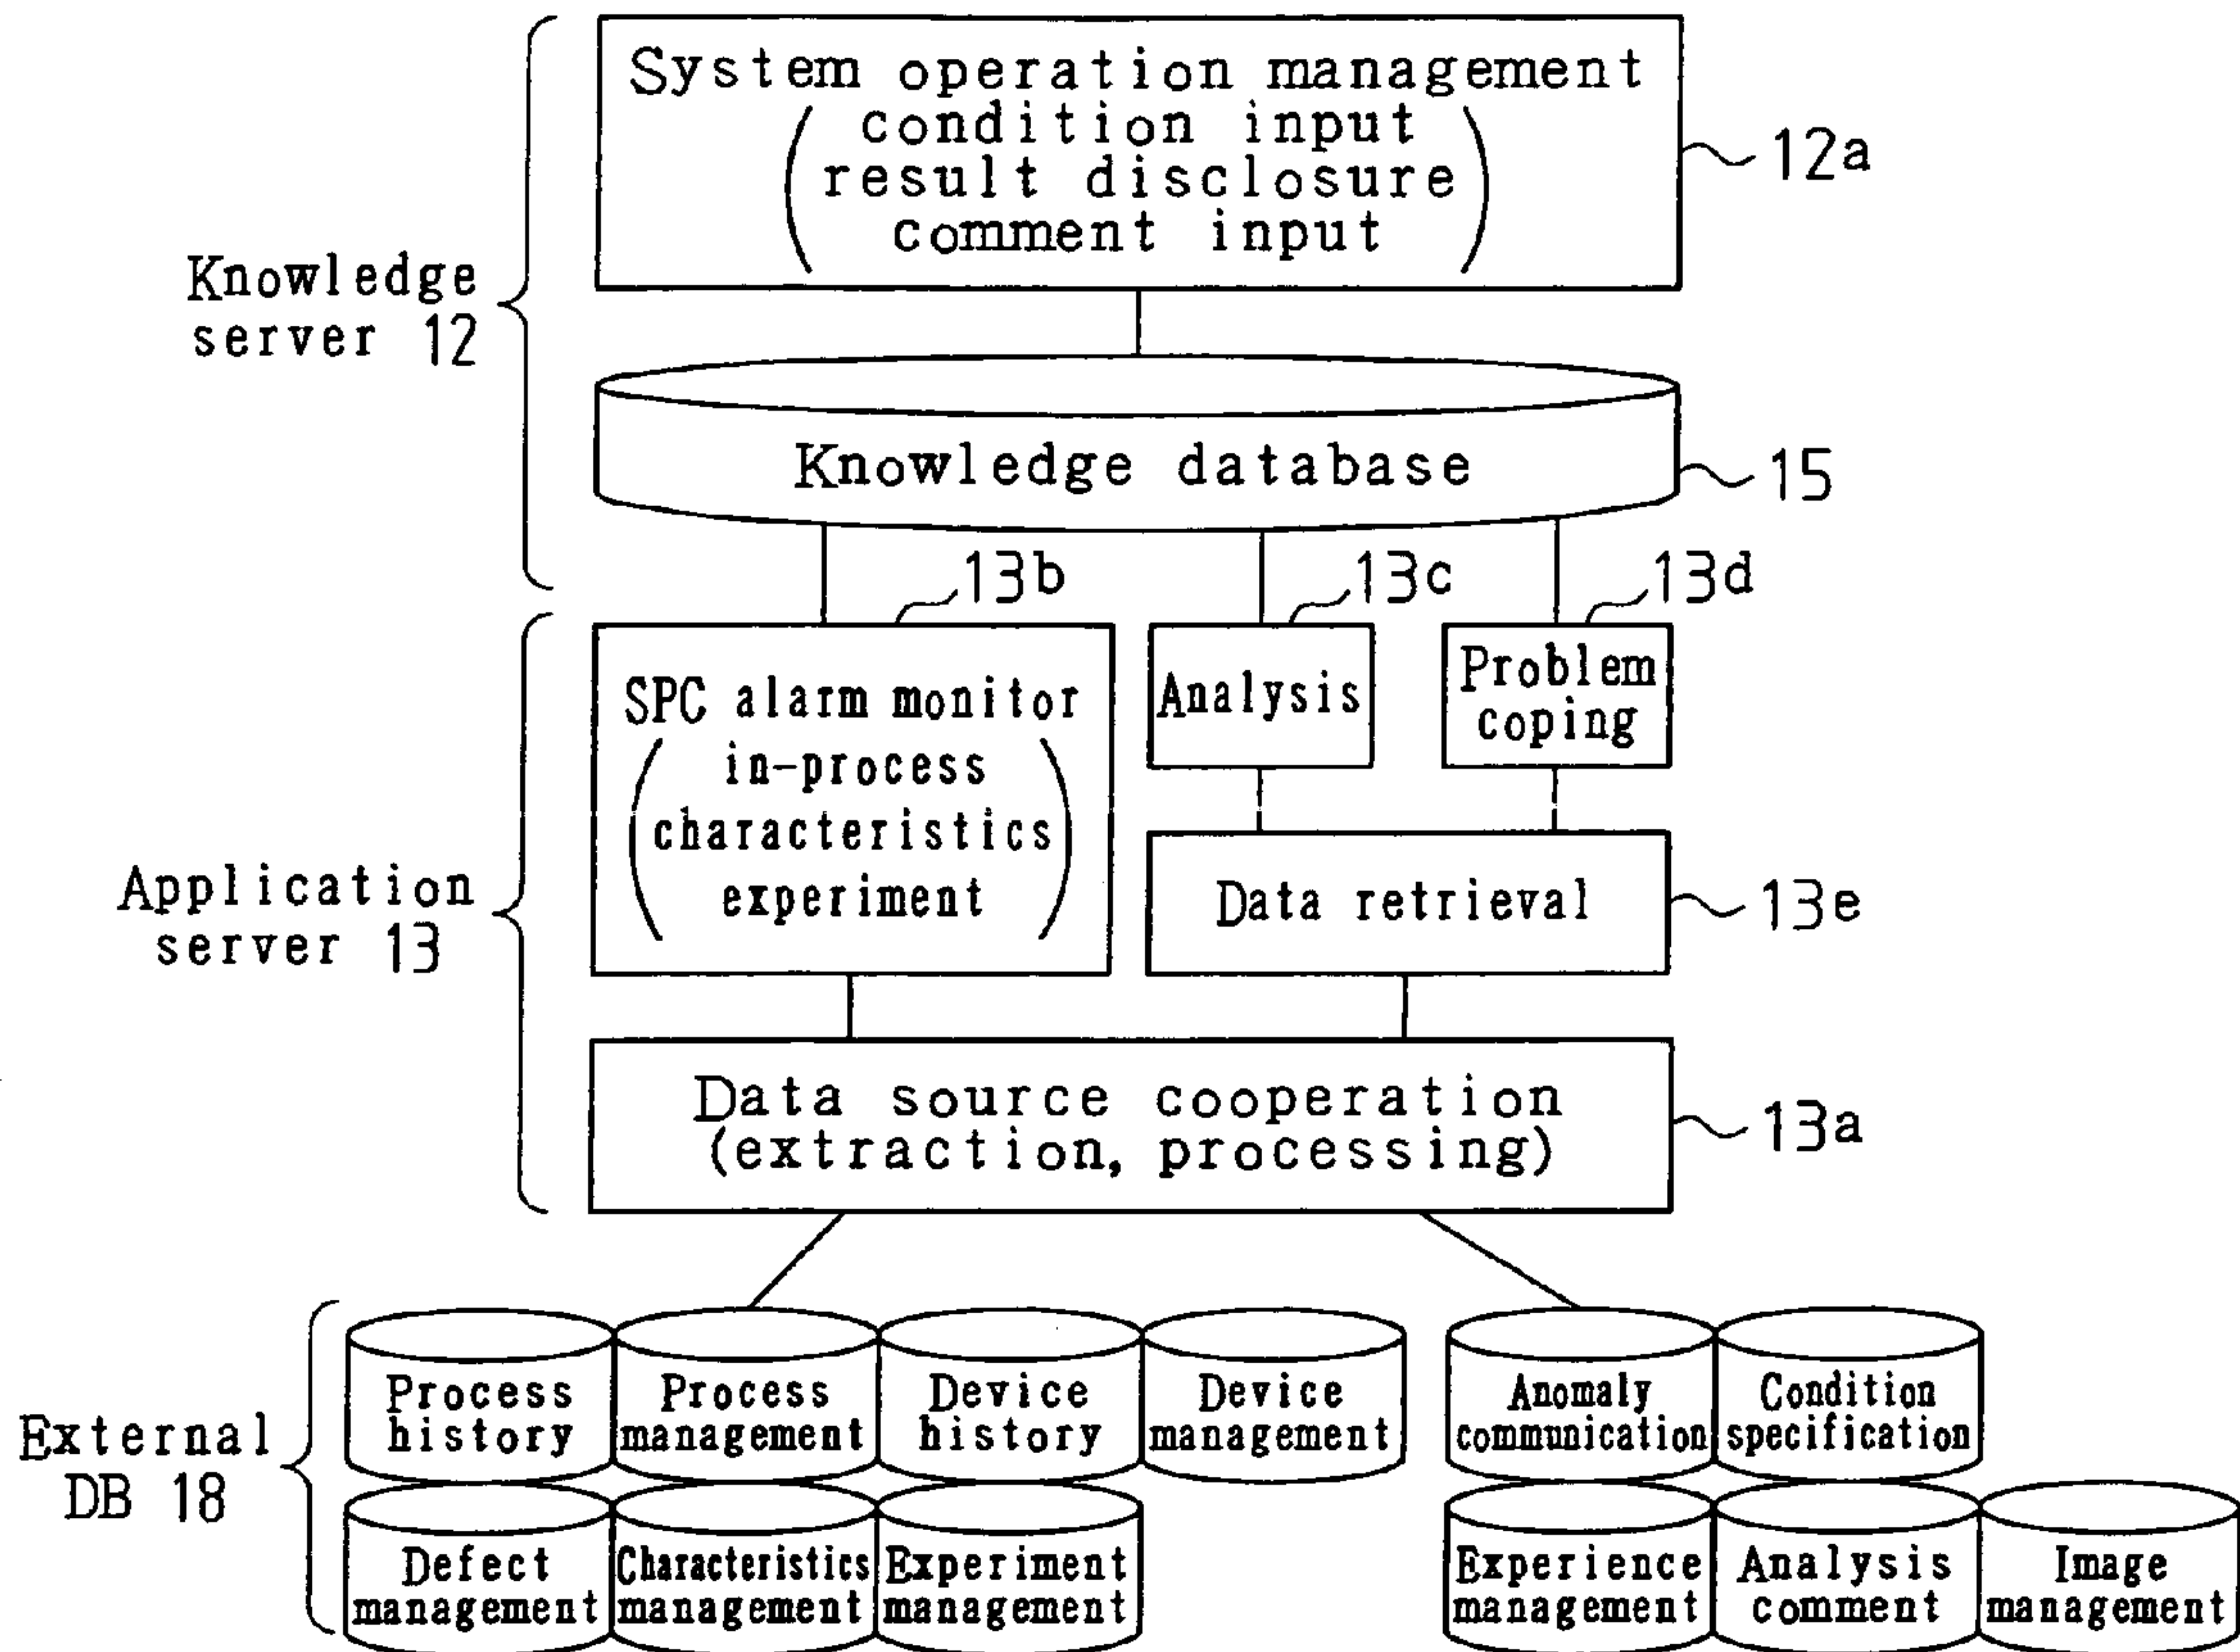 System operation management
condition input
result disclosure
comment input
12a
Knowledge
server 12
Knowledge database
15
13b
13c
13d
SPC alarm monitor
in-process
characteristics
experiment
Analysis
Problem
coping
Data retrieval
13e
Application
server 13
Data source cooperation
(extraction, processing)
13a
External
DB 18
Process
history
Process
management
Device
history
Device
management
Anomaly
communication
Condition
specification
Defect
management
Characteristics
management
Experiment
management
Experience
management
Analysis
comment
Image
management